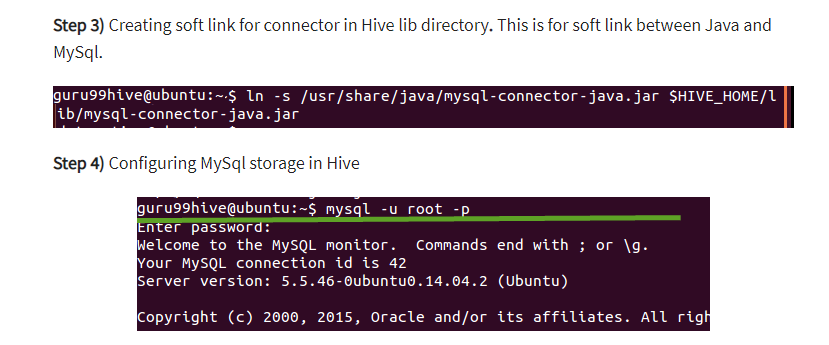 Step 3) Creating soft link for connector in Hive lib directory. This is for soft link between Java and
MySql.
guru99hive@ubuntu:~$ ln -s /usr/share/java/mysql-connector-java.jar $HIVE_HOME/l
ib/mysql-connector-java.jar
Step 4) Configuring MySql storage in Hive
guru99hive@ubuntu:~$ mysql -u root -p
Enter password:
Welcome to the MySQL monitor.  Commands end with ; or \g.
Your MySQL connection id is 42
Server version: 5.5.46-0ubuntu0.14.04.2 (Ubuntu)
Copyright (c) 2000, 2015, Oracle and/or its affiliates. All righ